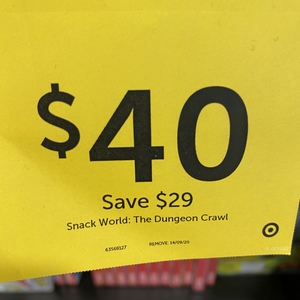 $40
Save $29
Snack World: The Dungeon Crawl
63568127 REMOVE: 14/09/20